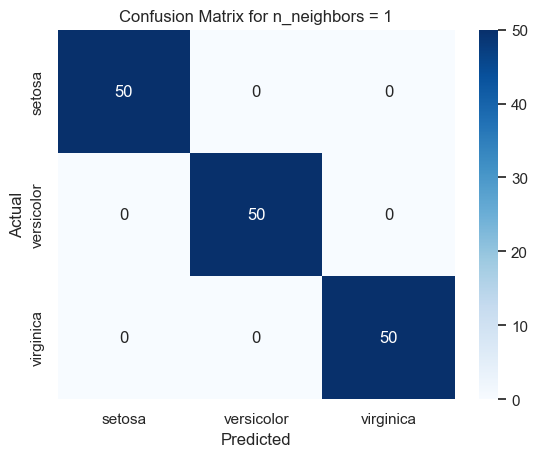 Confusion Matrix for n_neighbors = 1
setosa
50
0
0
versicolor
0
50
0
virginica
0
0
50
setosa
versicolor
virginica
Predicted
Actual
50
40
30
20
10
0